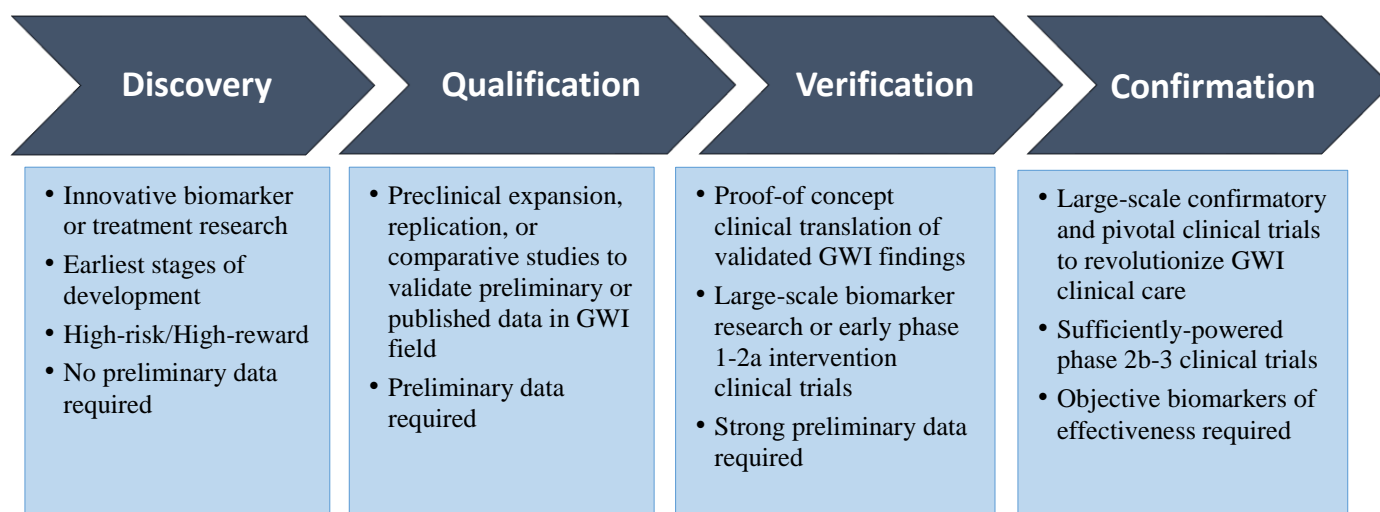 Discovery
Qualification
Verification
Confirmation
• Innovative biomarker
or treatment research
• Earliest stages of
development
• High-risk/High-reward
• No preliminary data
required
• Preclinical expansion,
replication, or
comparative studies to
validate preliminary or
published data in GWI
field
• Preliminary data
required
• Proof-of concept
clinical translation of
validated GWI findings
• Large-scale biomarker
research or early phase
1-2a intervention
clinical trials
• Strong preliminary data
required
• Large-scale confirmatory
and pivotal clinical trials
to revolutionize GWI
clinical care
• Sufficiently-powered
phase 2b-3 clinical trials
• Objective biomarkers of
effectiveness required